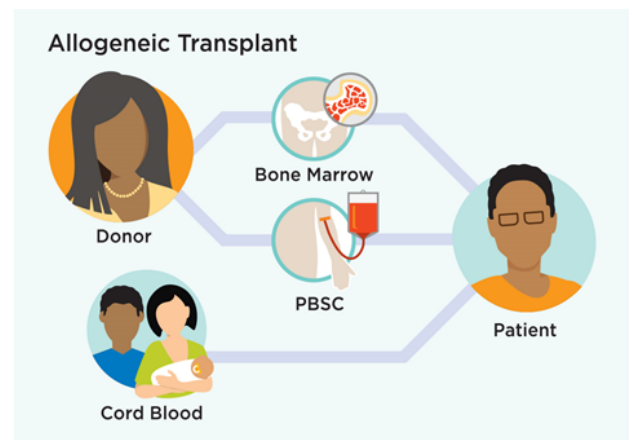 Allogeneic Transplant
Bone Marrow
Donor
PBSC
Patient
Cord Blood